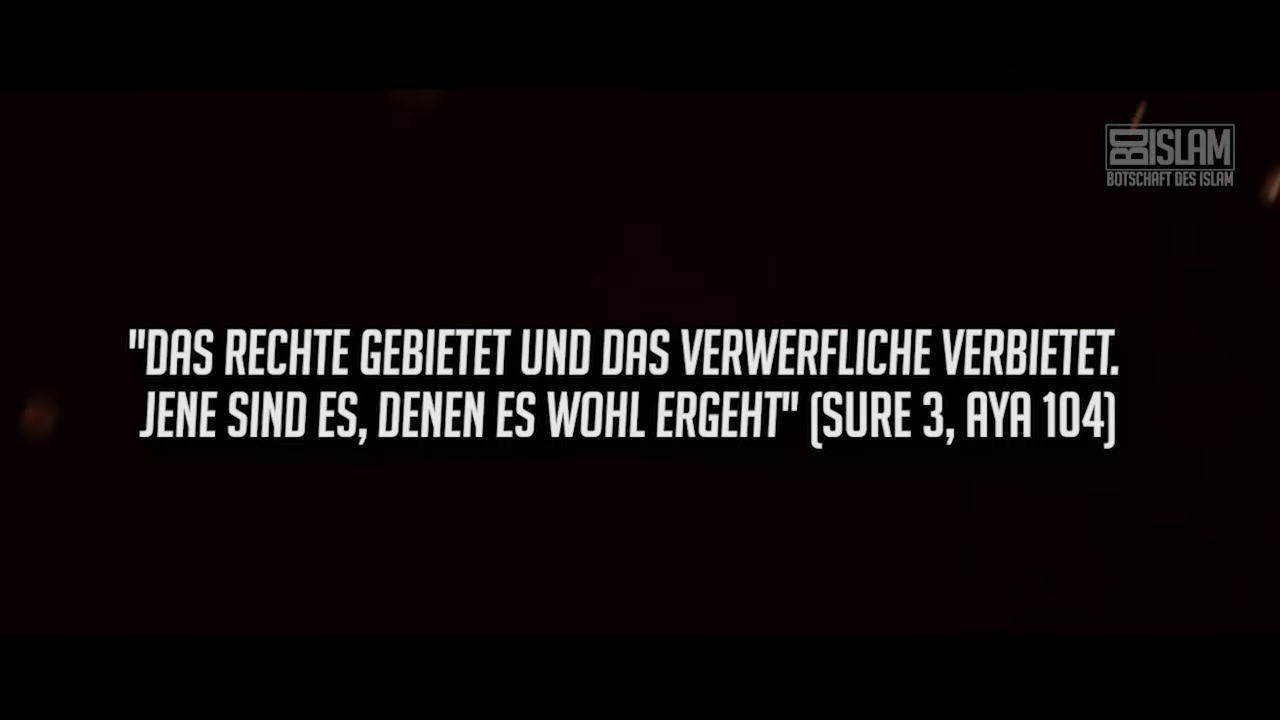 BDISLAM
BOTSCHAFT DES ISLAM
"DAS RECHTE GEBIETET UND DAS VERWERFLICHE VERBIETET.
JENE SIND ES, DENEN ES WOHL ERGEHT" (SURE 3, AYA 104)